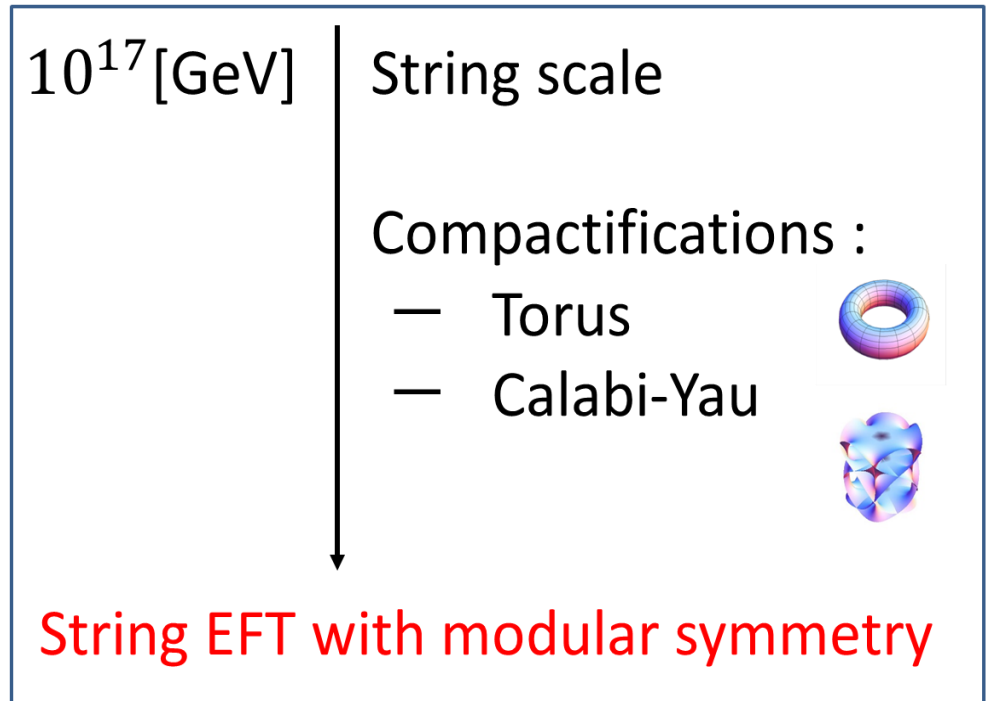 10^17[GeV] String scale
Compactifications :
— Torus
— Calabi-Yau
String EFT with modular symmetry